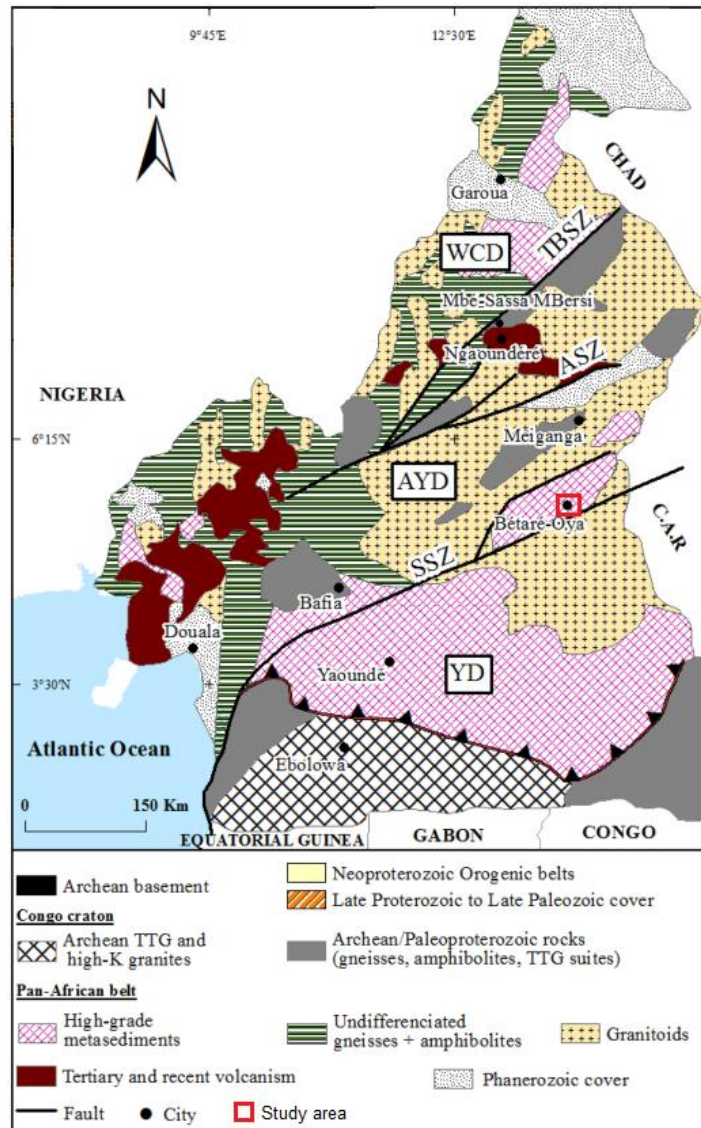 9°45'E
12°30'E
N
CHAD
Garoua
WCD
TBSZ
Mbe-Sassa MBersi
Ngaoundéré
ASZ
NIGERIA
6°15'N
Meiganga
AYD
Bétaré-Oya
C.A.R
SSZ
Bafia
Douala
Yaoundé
YD
3°30'N
Atlantic Ocean
Ebolowa
0 150 Km
EQUATORIAL GUINEA GABON CONGO
Archean basement
Neoproterozoic Orogenic belts
Late Proterozoic to Late Paleozoic cover
Congo craton
Archean TTG and
high-K granites
Archean/Paleoproterozoic rocks
(gneisses, amphibolites, TTG suites)
Pan-African belt
High-grade
metasediments
Undifferenciated
gneisses + amphibolites
Granitoids
Tertiary and recent volcanism
Phanerozoic cover
Fault
City
Study area